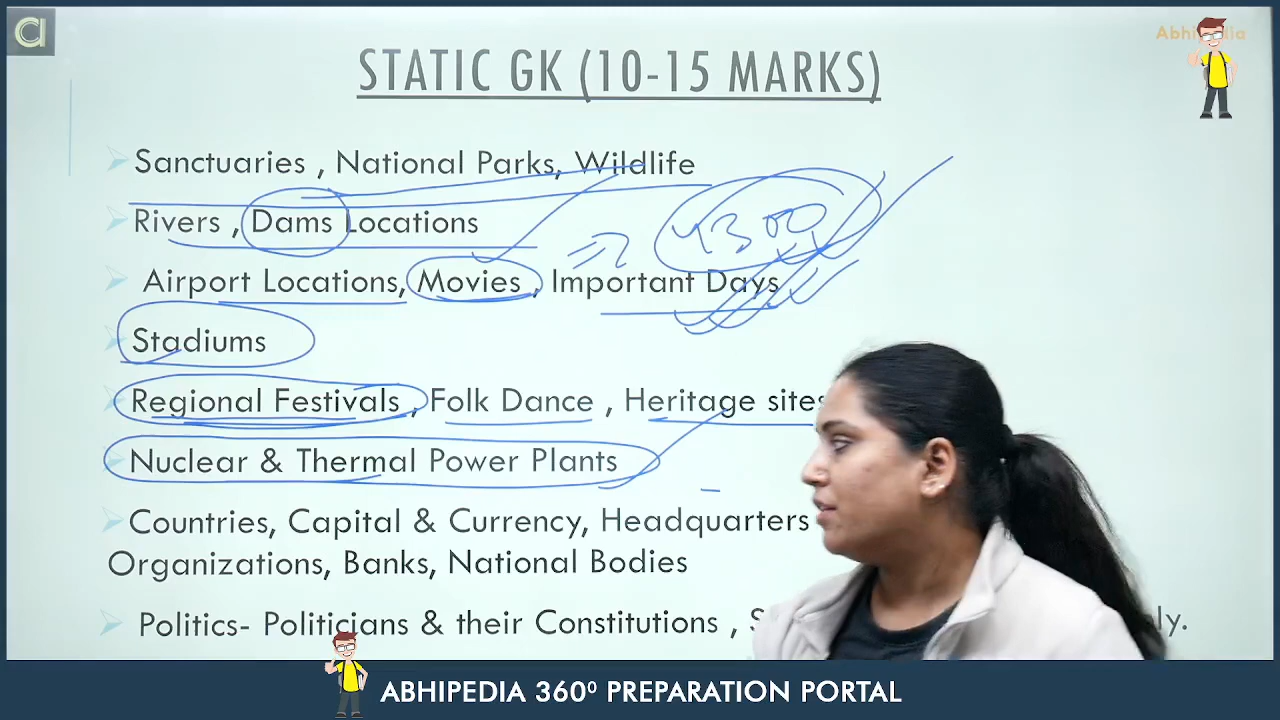 Abhipedia
STATIC GK (10-15 MARKS)
Sanctuaries , National Parks, Wildlife
Rivers , Dams Locations
Airport Locations, Movies , Important Days
Stadiums
Regional Festivals , Folk Dance , Heritage sites
Nuclear & Thermal Power Plants
Countries, Capital & Currency, Headquarters
Organizations, Banks, National Bodies
Politics- Politicians & their Constitutions ,
ABHIPEDIA 360⁰ PREPARATION PORTAL